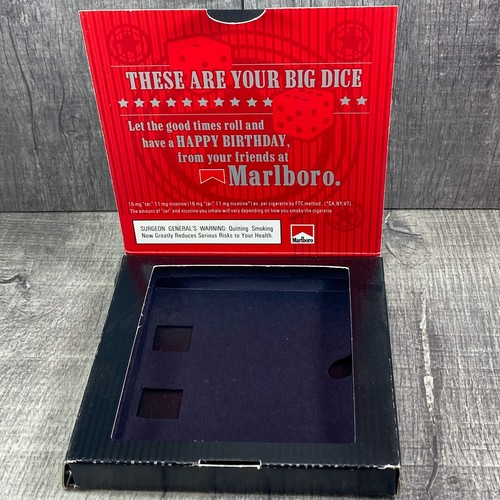 THESE ARE YOUR BIG DICE
Let the good times roll and
have a HAPPY BIRTHDAY,
from your friends at
Marlboro.
16 mg "tar," 1.1 mg nicotine (16 mg "tar," 1.1 mg nicotine*) av. per cigarette by FTC method. (*CA, NY, VT)
The amount of "tar" and nicotine you inhale will vary depending on how you smoke the cigarette.
SURGEON GENERAL'S WARNING: Quitting Smoking
Now Greatly Reduces Serious Risks to Your Health.
Marlboro